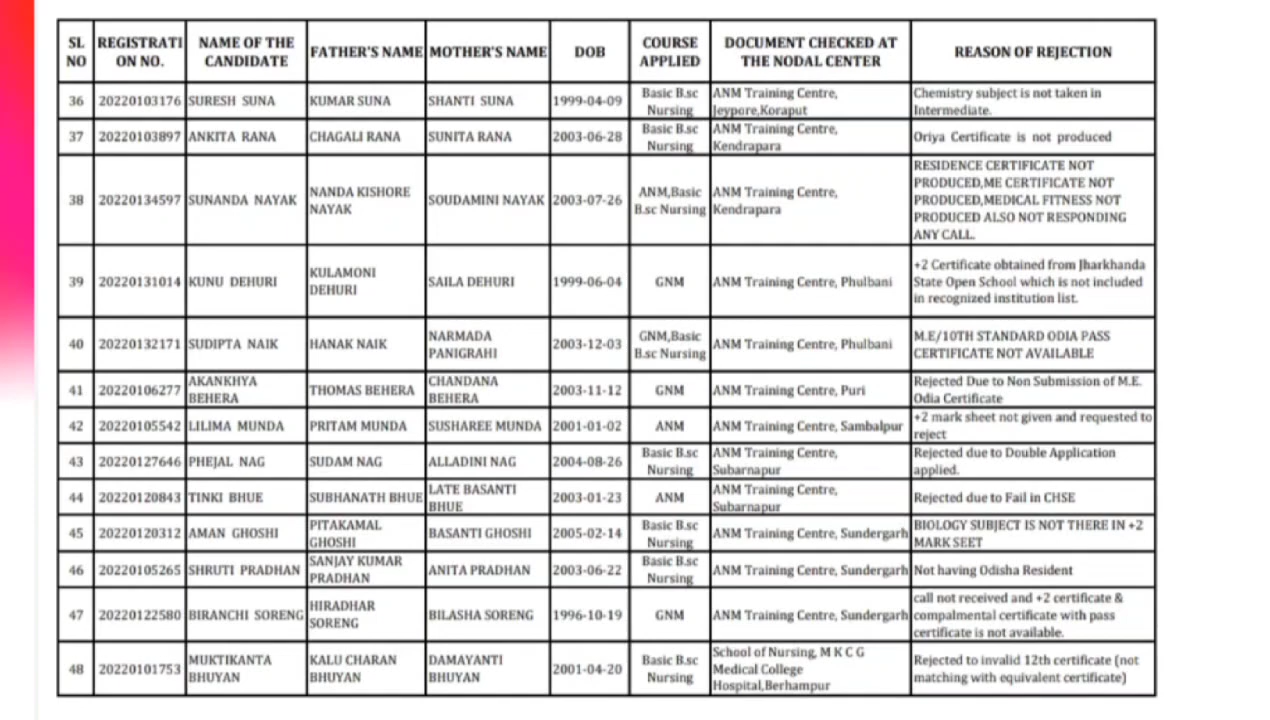 SL NO REGISTRATI ON NO. NAME OF THE CANDIDATE FATHER'S NAME MOTHER'S NAME DOB COURSE APPLIED DOCUMENT CHECKED AT THE NODAL CENTER REASON OF REJECTION
36 20220103176 SURESH SUNA KUMAR SUNA SHANTI SUNA 1999-04-09 Basic B.sc Nursing ANM Training Centre, Jeypore,Koraput Chemistry subject is not taken in Intermediate.
37 20220103897 ANKITA RANA CHAGALI RANA SUNITA RANA 2003-06-28 Basic B.sc Nursing ANM Training Centre, Kendrapara Oriya Certificate is not produced
38 20220134597 SUNANDA NAYAK NANDA KISHORE NAYAK SOUDAMINI NAYAK 2003-07-26 ANM,Basic B.sc Nursing ANM Training Centre, Kendrapara RESIDENCE CERTIFICATE NOT PRODUCED,ME CERTIFICATE NOT PRODUCED,MEDICAL FITNESS NOT PRODUCED ALSO NOT RESPONDING ANY CALL.
39 20220131014 KUNU DEHURI KULAMONI DEHURI SAILA DEHURI 1999-06-04 GNM ANM Training Centre, Phulbani +2 Certificate obtained from Jharkhanda State Open School which is not included in recognized institution list.
40 20220132171 SUDIPTA NAIK HANAK NAIK NARMADA PANIGRAHI 2003-12-03 GNM,Basic B.sc Nursing ANM Training Centre, Phulbani M.E/10TH STANDARD ODIA PASS CERTIFICATE NOT AVAILABLE
41 20220106277 AKANKHYA BEHERA THOMAS BEHERA CHANDANA BEHERA 2003-11-12 GNM ANM Training Centre, Puri Rejected Due to Non Submission of M.E. Odia Certificate
42 20220105542 LILIMA MUNDA PRITAM MUNDA SUSHAREE MUNDA 2001-01-02 ANM ANM Training Centre, Sambalpur +2 mark sheet not given and requested to reject
43 20220127646 PHEJAL NAG SUDAM NAG ALLADINI NAG 2004-08-26 Basic B.sc Nursing ANM Training Centre, Subarnapur Rejected due to Double Application applied.
44 20220120843 TINKI BHUE SUBHANATH BHUE LATE BASANTI BHUE 2003-01-23 ANM ANM Training Centre, Subarnapur Rejected due to Fail in CHSE
45 20220120312 AMAN GHOSHI PITAKAMAL GHOSHI BASANTI GHOSHI 2005-02-14 Basic B.sc Nursing ANM Training Centre, Sundergarh BIOLOGY SUBJECT IS NOT THERE IN +2 MARK SEET
46 20220105265 SHRUTI PRADHAN SANJAY KUMAR PRADHAN ANITA PRADHAN 2003-06-22 Basic B.sc Nursing ANM Training Centre, Sundergarh Not having Odisha Resident
47 20220122580 BIRANCHI SORENG HIRADHAR SORENG BILASHA SORENG 1996-10-19 GNM ANM Training Centre, Sundergarh call not received and +2 certificate & compalmental certificate with pass certificate is not available.
48 20220101753 MUKTIKANTA BHUYAN KALU CHARAN BHUYAN DAMAYANTI BHUYAN 2001-04-20 Basic B.sc Nursing School of Nursing, M K C G Medical College Hospital,Berhampur Rejected to invalid 12th certificate (not matching with equivalent certificate)